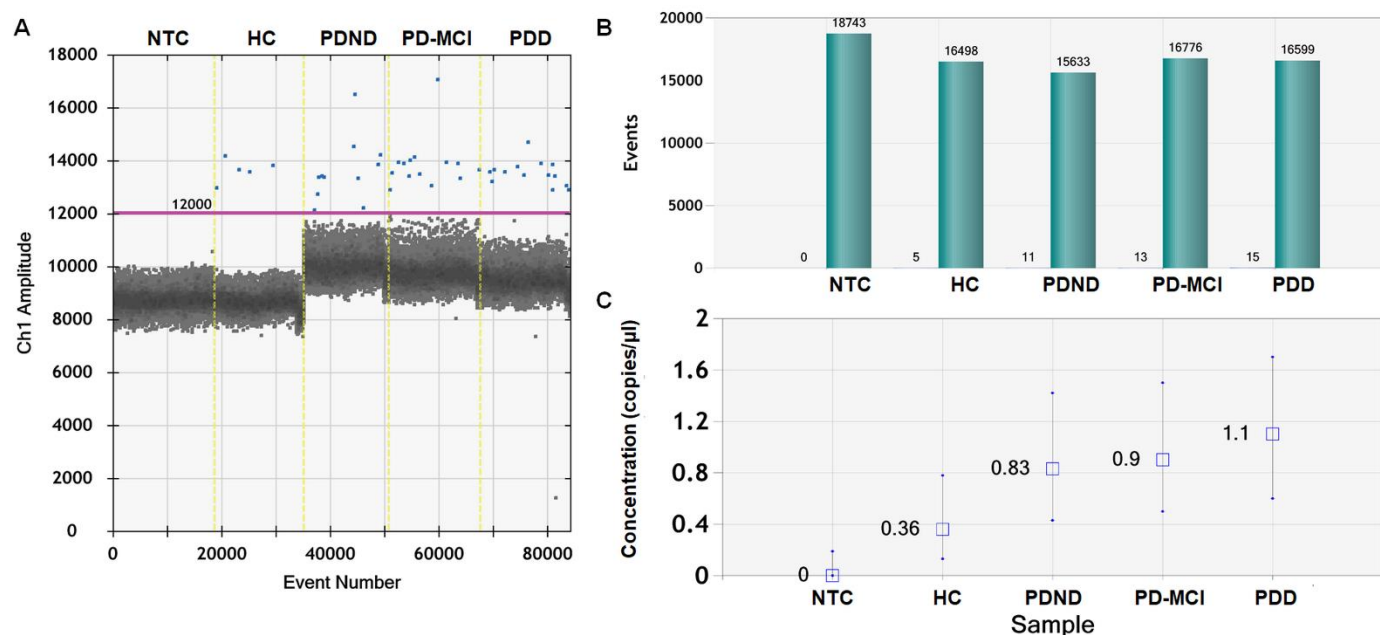 A
NTC HC PDND PD-MCI PDD
18000
16000
14000
12000
12000
10000
8000
6000
4000
2000
0
0 20000 40000 60000 80000
Ch1 Amplitude
Event Number
B
20000
15000
10000
5000
0
Events
18743 16498 15633 16776 16599
0 5 11 13 15
NTC HC PDND PD-MCI PDD
C
2
1.6
1.2
0.8
0.4
0
Concentration (copies/µl)
0 0.36 0.83 0.9 1.1
NTC HC PDND PD-MCI PDD
Sample